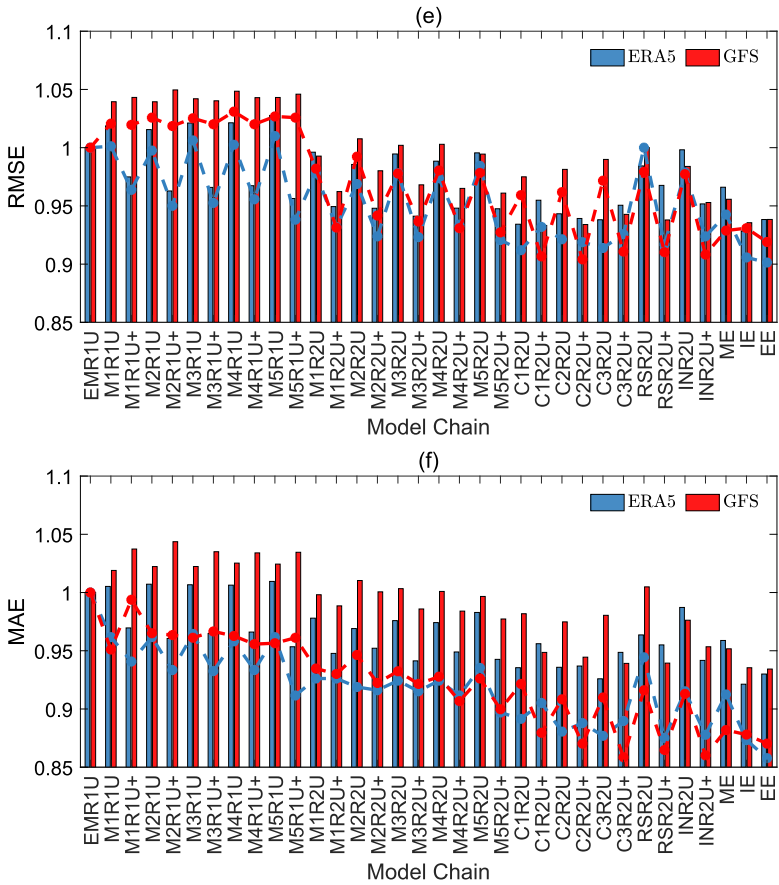 (e)
1.1
1.05
1
0.95
0.9
0.85
RMSE
ERA5 GFS
EMR1U M1R1U M1R1U+ M2R1U M2R1U+ M3R1U M3R1U+ M4R1U M4R1U+ M5R1U M5R1U+ M1R2U M1R2U+ M2R2U M2R2U+ M3R2U M3R2U+ M4R2U M4R2U+ M5R2U M5R2U+ C1R2U C1R2U+ C2R2U C2R2U+ C3R2U C3R2U+ RSR2U RSR2U+ INR2U INR2U+ ME IE EE
Model Chain
(f)
1.1
1.05
1
0.95
0.9
0.85
MAE
ERA5 GFS
EMR1U M1R1U M1R1U+ M2R1U M2R1U+ M3R1U M3R1U+ M4R1U M4R1U+ M5R1U M5R1U+ M1R2U M1R2U+ M2R2U M2R2U+ M3R2U M3R2U+ M4R2U M4R2U+ M5R2U M5R2U+ C1R2U C1R2U+ C2R2U C2R2U+ C3R2U C3R2U+ RSR2U RSR2U+ INR2U INR2U+ ME IE EE
Model Chain